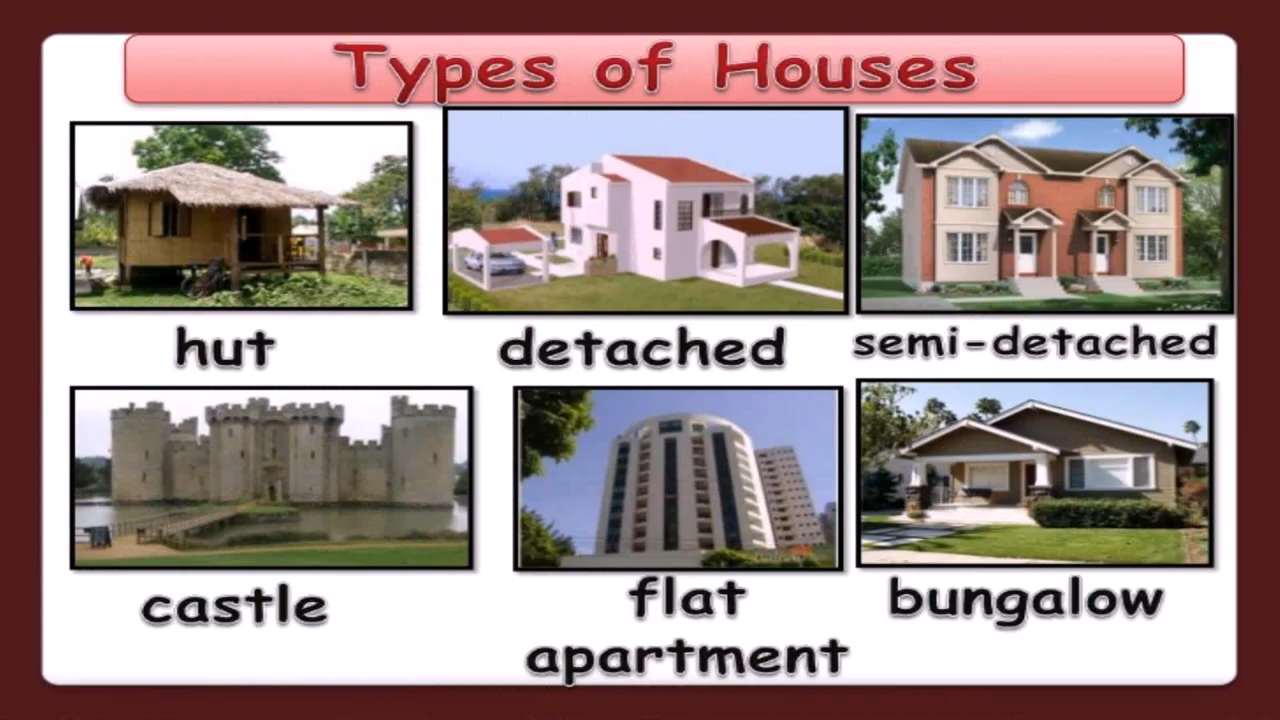 Types of Houses
hut
detached
semi-detached
castle
flat
apartment
bungalow